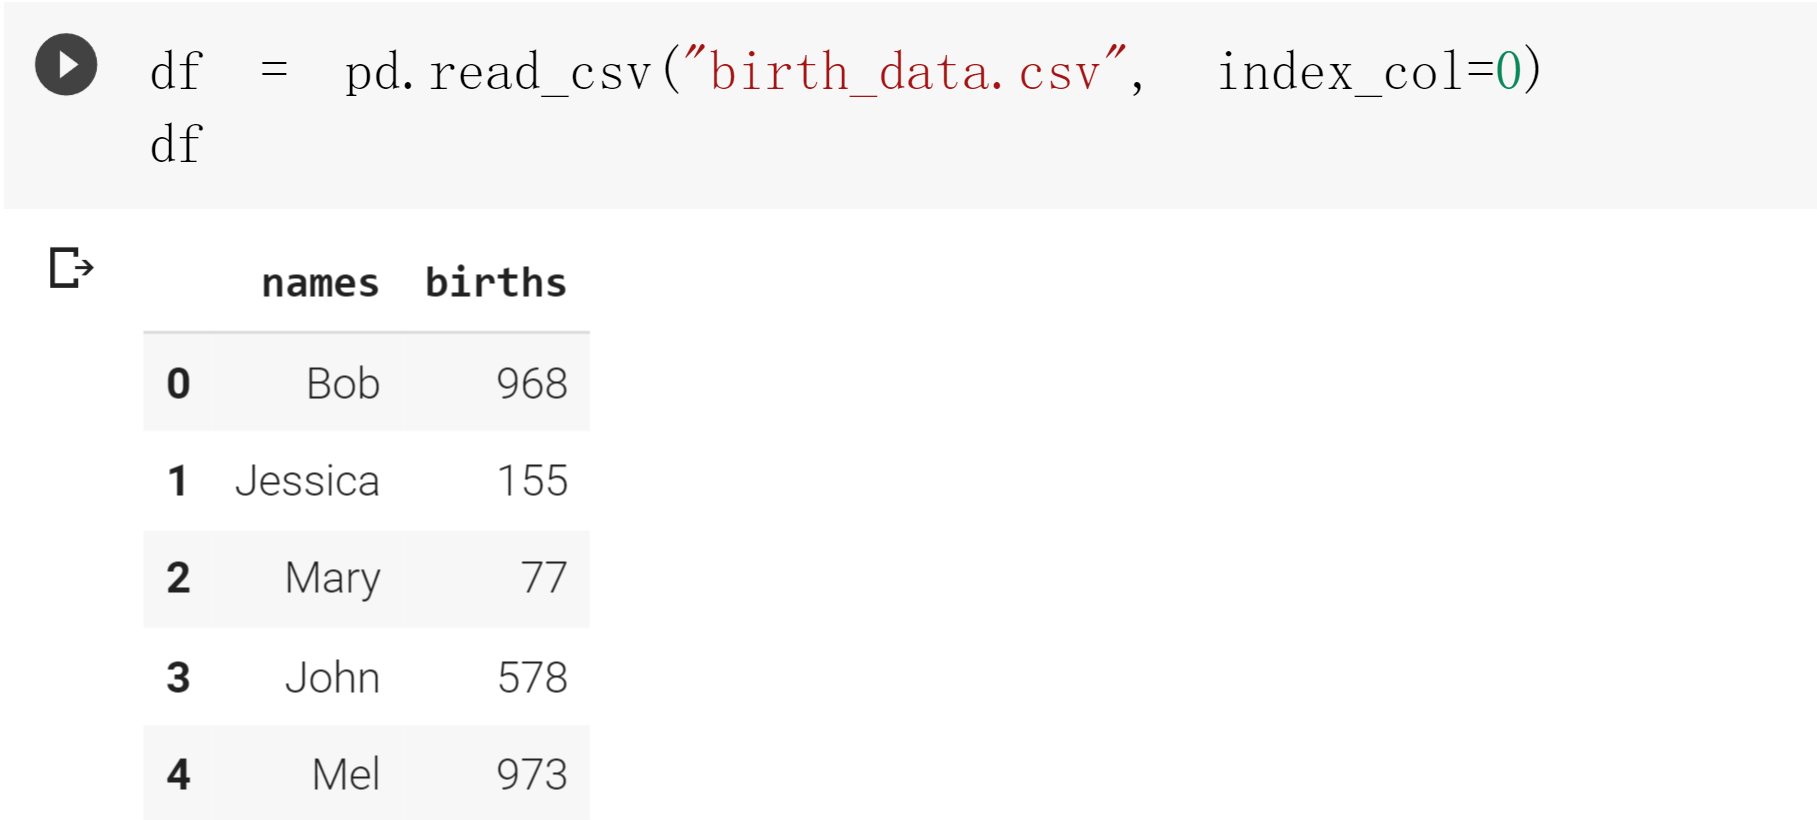 df = pd.read_csv("birth_data.csv", index_col=0)
df
names births
0 Bob 968
1 Jessica 155
2 Mary 77
3 John 578
4 Mel 973